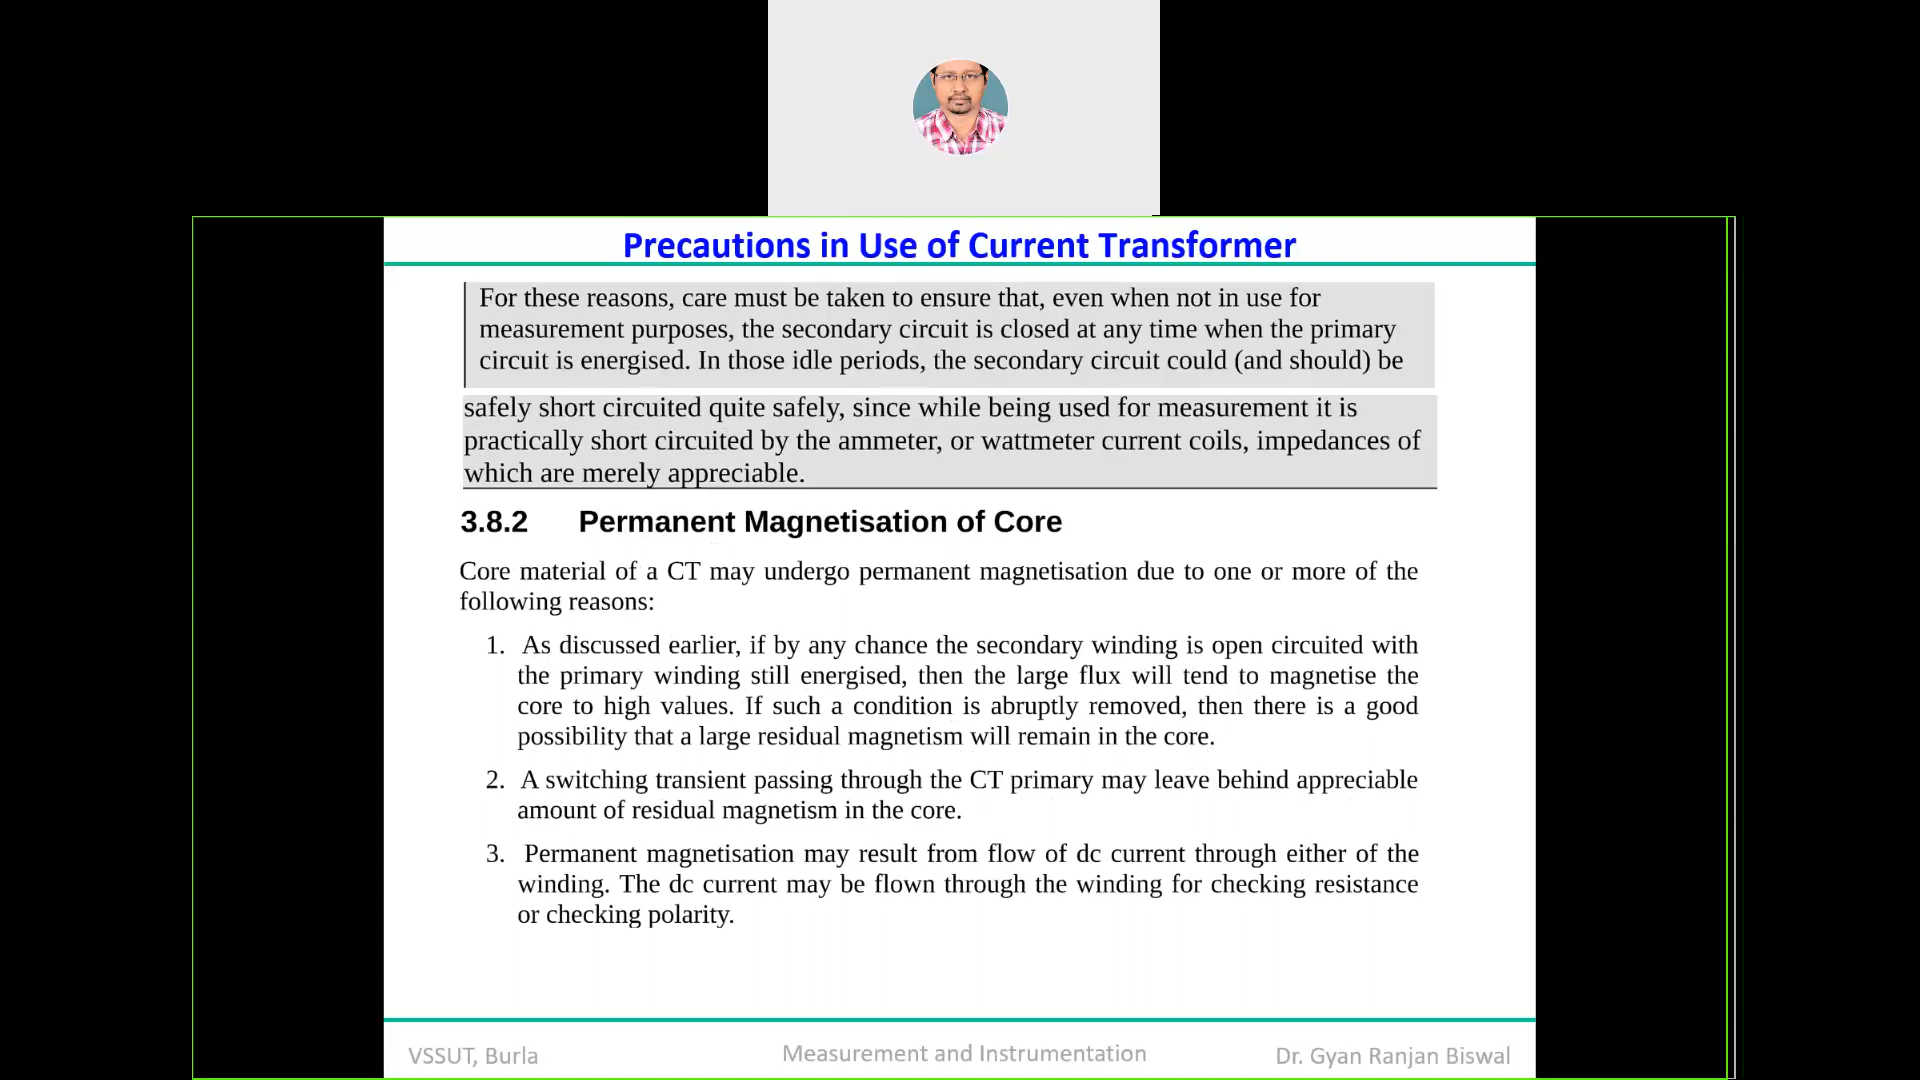 Precautions in Use of Current Transformer
For these reasons, care must be taken to ensure that, even when not in use for
measurement purposes, the secondary circuit is closed at any time when the primary
circuit is energised. In those idle periods, the secondary circuit could (and should) be
safely short circuited quite safely, since while being used for measurement it is
practically short circuited by the ammeter, or wattmeter current coils, impedances of
which are merely appreciable.
3.8.2 Permanent Magnetisation of Core
Core material of a CT may undergo permanent magnetisation due to one or more of the
following reasons:
1. As discussed earlier, if by any chance the secondary winding is open circuited with
the primary winding still energised, then the large flux will tend to magnetise the
core to high values. If such a condition is abruptly removed, then there is a good
possibility that a large residual magnetism will remain in the core.
2. A switching transient passing through the CT primary may leave behind appreciable
amount of residual magnetism in the core.
3. Permanent magnetisation may result from flow of dc current through either of the
winding. The dc current may be flown through the winding for checking resistance
or checking polarity.
VSSUT, Burla
Measurement and Instrumentation
Dr. Gyan Ranjan Biswal